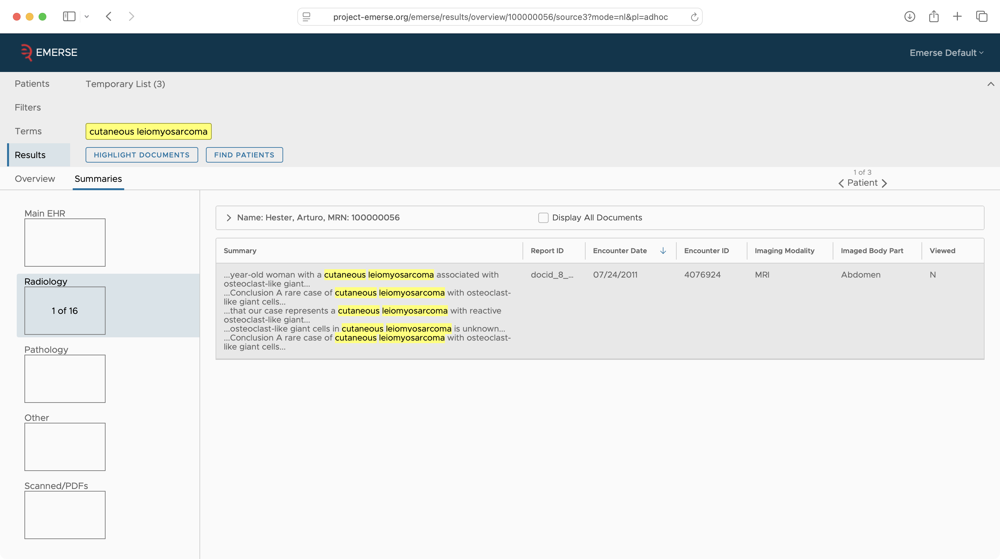 project-emerse.org/emerse/results/overview/100000056/source3?mode=nl&pl=adhoc
EMERSE
Emerse Default
Patients
Temporary List (3)
Filters
Terms
cutaneous leiomyosarcoma
Results
HIGHLIGHT DOCUMENTS
FIND PATIENTS
Overview
Summaries
1 of 3
Patient
Main EHR
Radiology
1 of 16
Pathology
Other
Scanned/PDFs
Name: Hester, Arturo, MRN: 100000056
Display All Documents
Summary
Report ID
Encounter Date
Encounter ID
Imaging Modality
Imaged Body Part
Viewed
...year-old woman with a cutaneous leiomyosarcoma associated with
osteoclast-like giant...
...Conclusion A rare case of cutaneous leiomyosarcoma with osteoclast-
like giant cells...
...that our case represents a cutaneous leiomyosarcoma with reactive
osteoclast-like giant...
...osteoclast-like giant cells in cutaneous leiomyosarcoma is unknown...
...Conclusion A rare case of cutaneous leiomyosarcoma with osteoclast-
like giant cells...
docid_8_...
07/24/2011
4076924
MRI
Abdomen
N